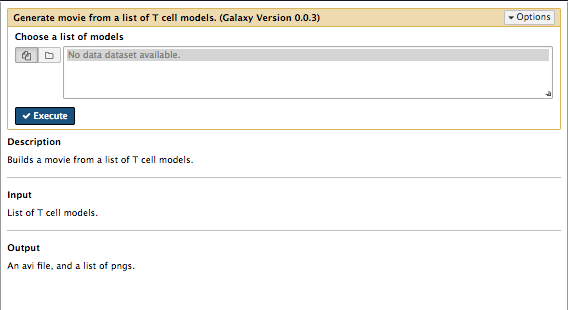 Generate movie from a list of T cell models. (Galaxy Version 0.0.3)
Options
Choose a list of models
No data dataset available.
Execute
Description
Builds a movie from a list of T cell models.
Input
List of T cell models.
Output
An avi file, and a list of pngs.